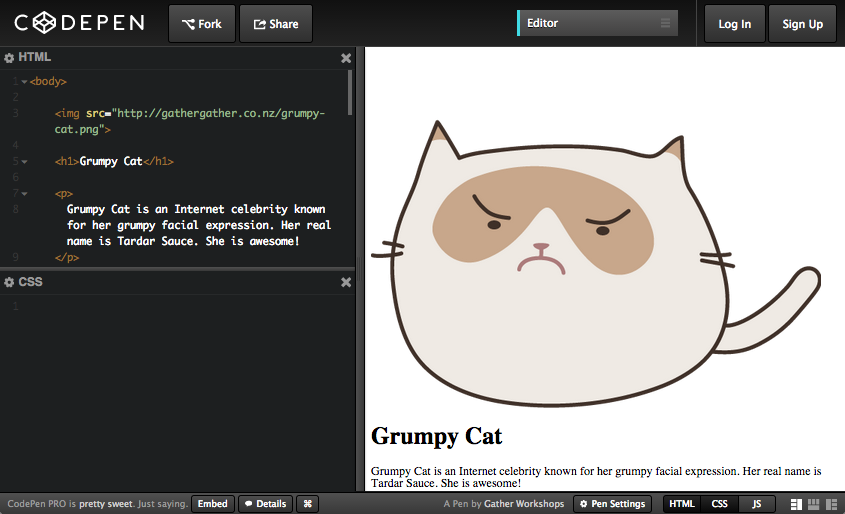 CODEPEN
Fork
Share
Editor
Log In
Sign Up
HTML
1 <body>
2
3 <img src="http://gathergather.co.nz/grumpy-
cat.png">
4
5 <h1>Grumpy Cat</h1>
6
7 <p>
8 Grumpy Cat is an Internet celebrity known
for her grumpy facial expression. Her real
name is Tardar Sauce. She is awesome!
9 </p>
CSS
1
Grumpy Cat
Grumpy Cat is an Internet celebrity known for her grumpy facial expression. Her real name is
Tardar Sauce. She is awesome!
CodePen PRO is pretty sweet. Just saying.
Embed
Details
⌘
A Pen by Gather Workshops
Pen Settings
HTML
CSS
JS